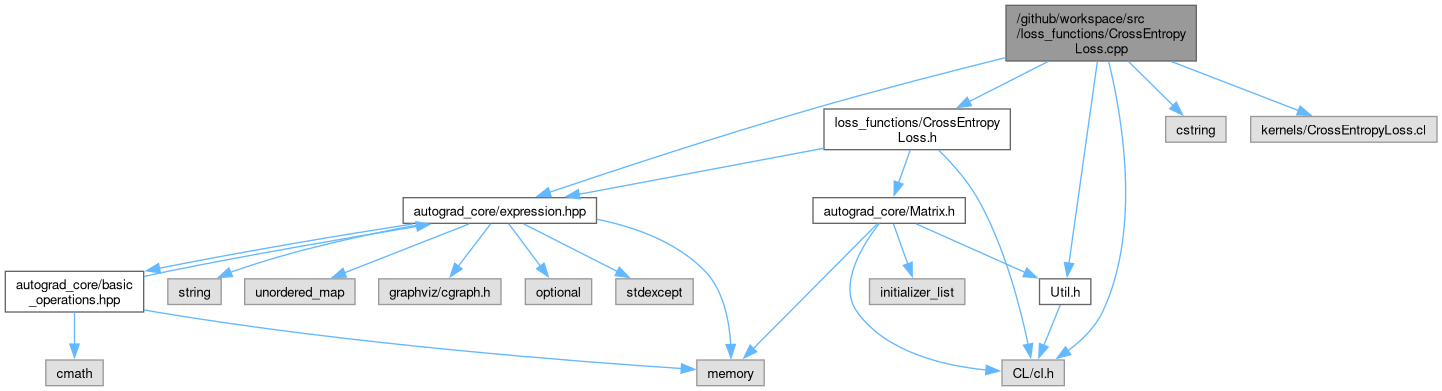 /github/workspace/src
/loss_functions/CrossEntropy
Loss.cpp
loss_functions/CrossEntropy
Loss.h
cstring
kernels/CrossEntropyLoss.cl
autograd_core/expression.hpp
autograd_core/Matrix.h
autograd_core/basic
_operations.hpp
string
unordered_map
graphviz/cgraph.h
optional
stdexcept
initializer_list
Util.h
cmath
memory
CL/cl.h